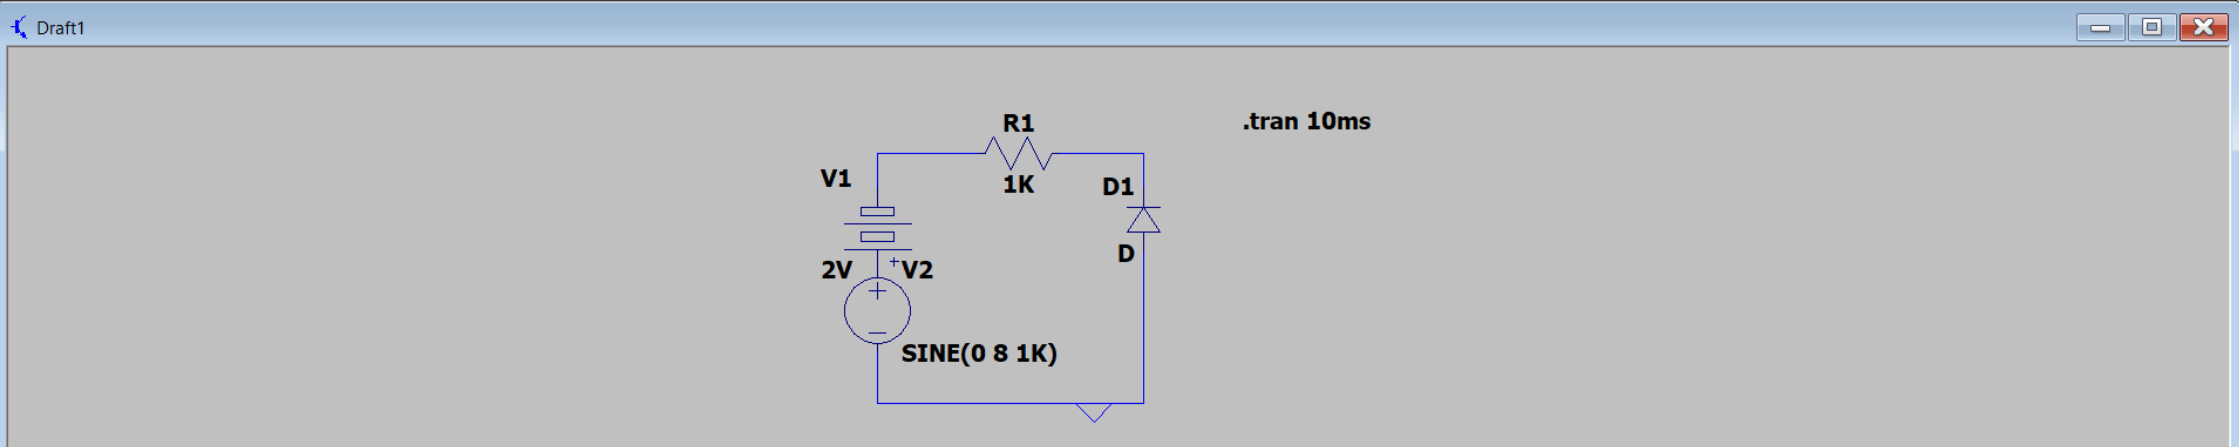 Draft1
R1
.tran 10ms
V1
1K
D1
D
2V
V2
SINE(0 8 1K)